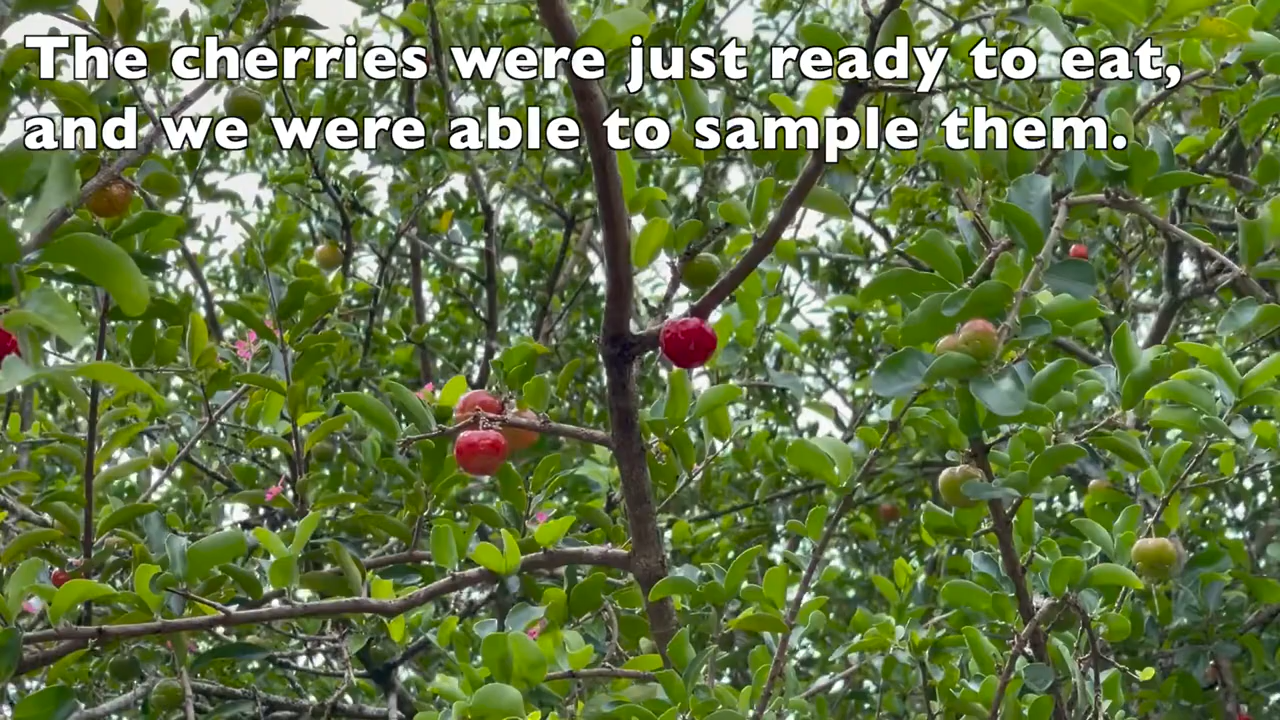 The cherries were just ready to eat,
and we were able to sample them.